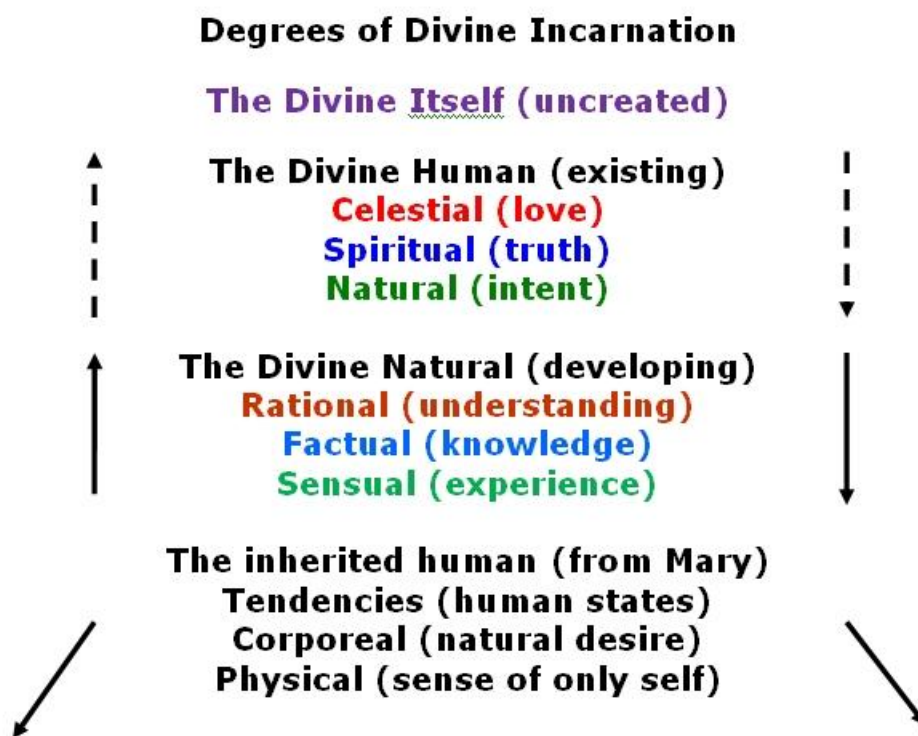 Degrees of Divine Incarnation
The Divine Itself (uncreated)
The Divine Human (existing)
Celestial (love)
Spiritual (truth)
Natural (intent)
The Divine Natural (developing)
Rational (understanding)
Factual (knowledge)
Sensual (experience)
The inherited human (from Mary)
Tendencies (human states)
Corporeal (natural desire)
Physical (sense of only self)